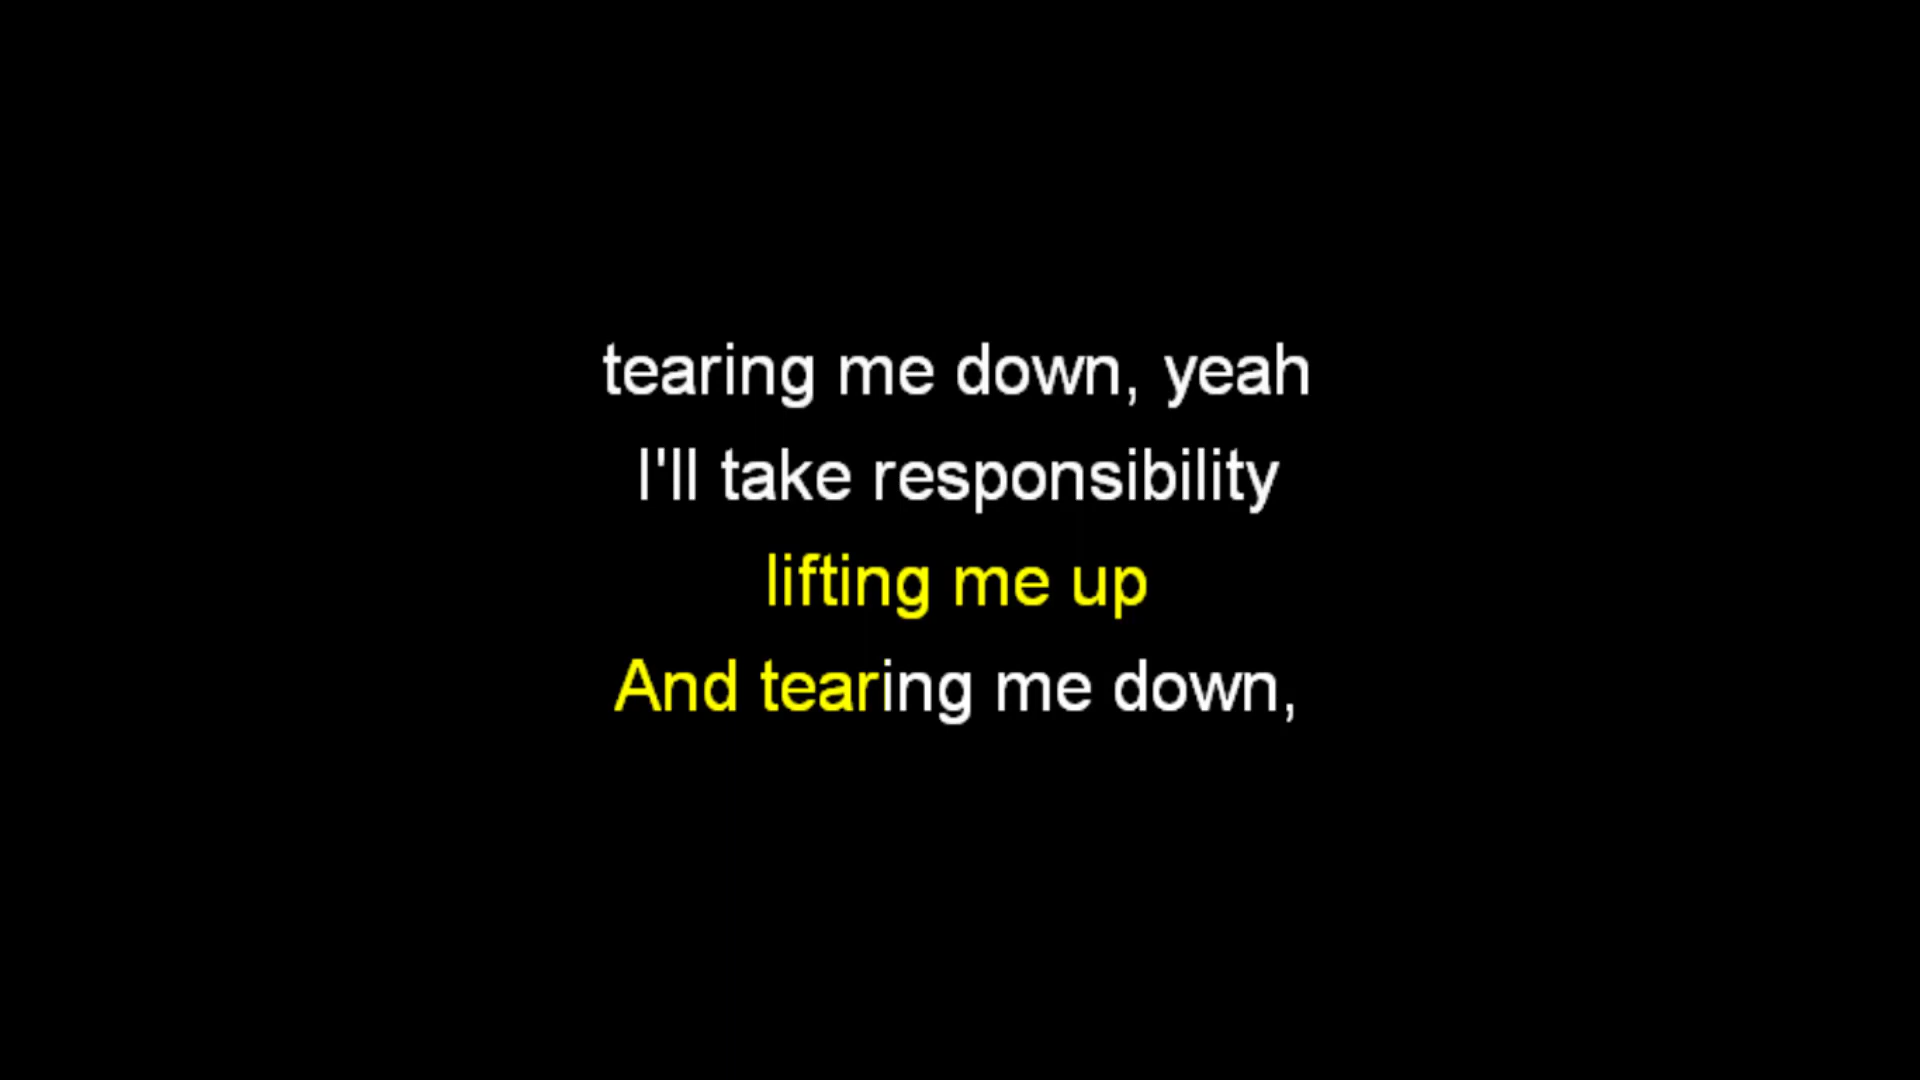 tearing me down, yeah
I'll take responsibility
lifting me up
And tearing me down,